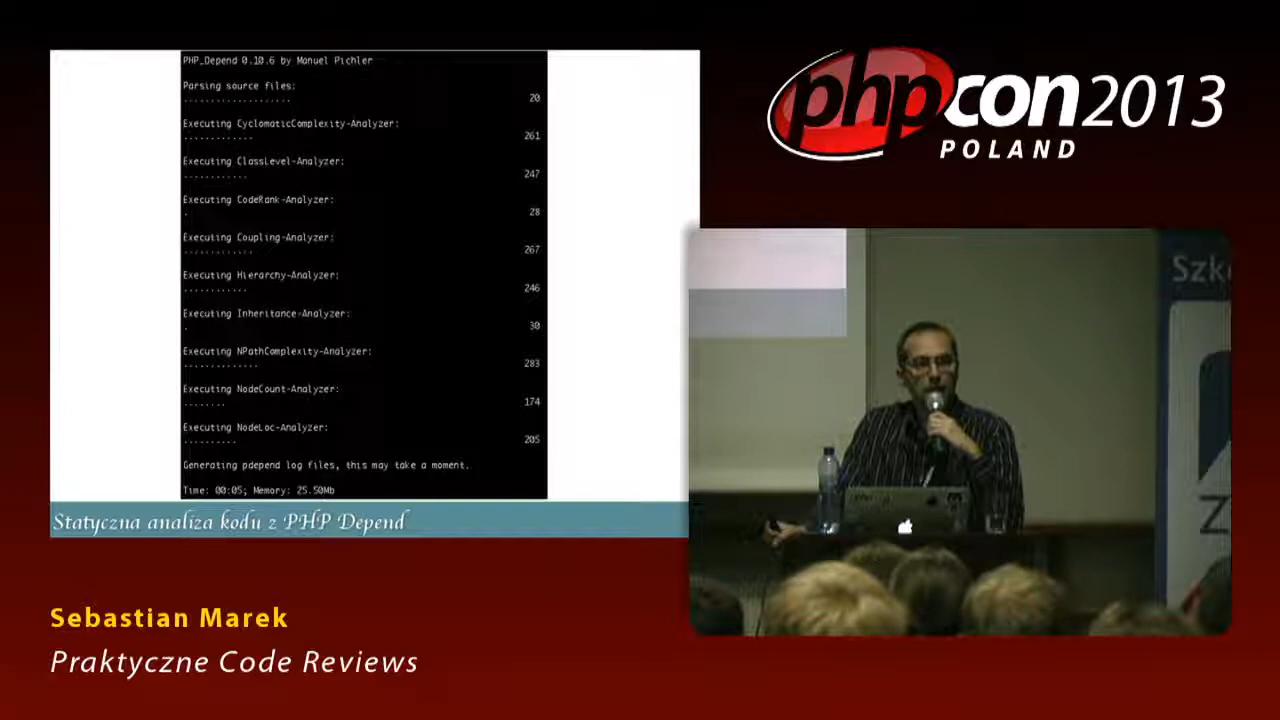 PHP_Depend 0.10.6 by Manuel Pichler
Parsing source files:
.................... 20
Executing CyclomaticComplexity-Analyzer:
............. 261
Executing ClassLevel-Analyzer:
............ 247
Executing CodeRank-Analyzer:
. 28
Executing Coupling-Analyzer:
............. 267
Executing Hierarchy-Analyzer:
............ 246
Executing Inheritance-Analyzer:
. 30
Executing NPathComplexity-Analyzer:
.............. 283
Executing NodeCount-Analyzer:
........ 174
Executing NodeLoc-Analyzer:
.......... 205
Generating pdepend log files, this may take a moment.
Time: 00:05; Memory: 25.50Mb
Statyczna analiza kodu z PHP Depend
phpcon2013
POLAND
Sebastian Marek
Praktyczne Code Reviews